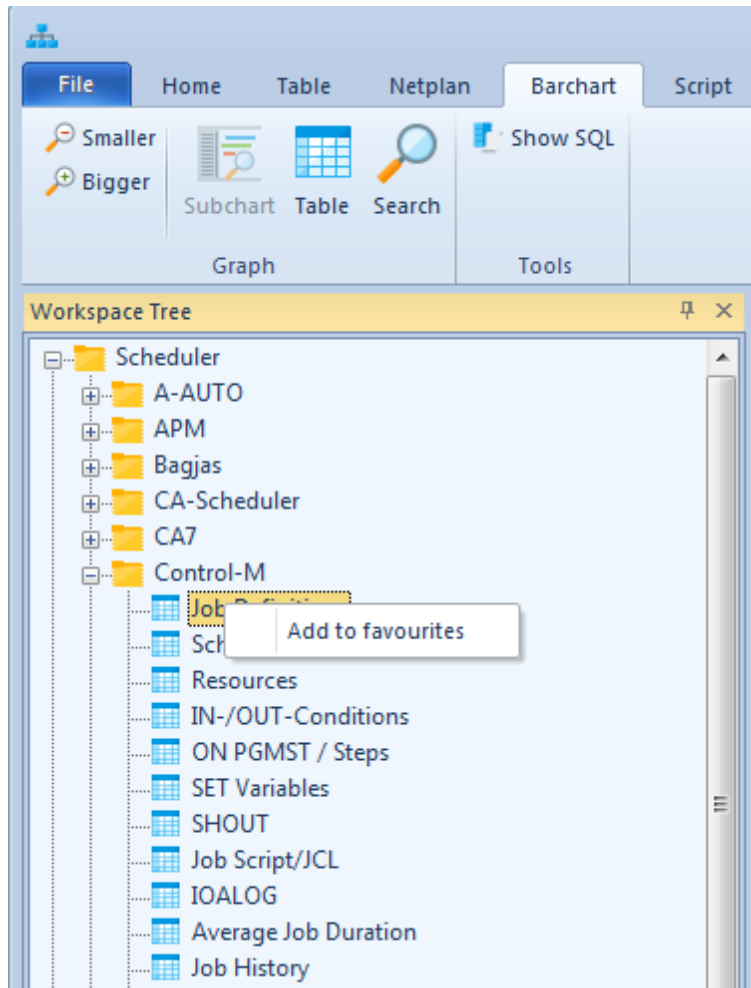 File Home Table Netplan Barchart Script
Smaller
Bigger
Subchart Table Search
Show SQL
Graph Tools
Workspace Tree
Scheduler
A-AUTO
APM
Bagjas
CA-Scheduler
CA7
Control-M
Job
Add to favourites
Resources
IN-/OUT-Conditions
ON PGMST / Steps
SET Variables
SHOUT
Job Script/JCL
IOALOG
Average Job Duration
Job History